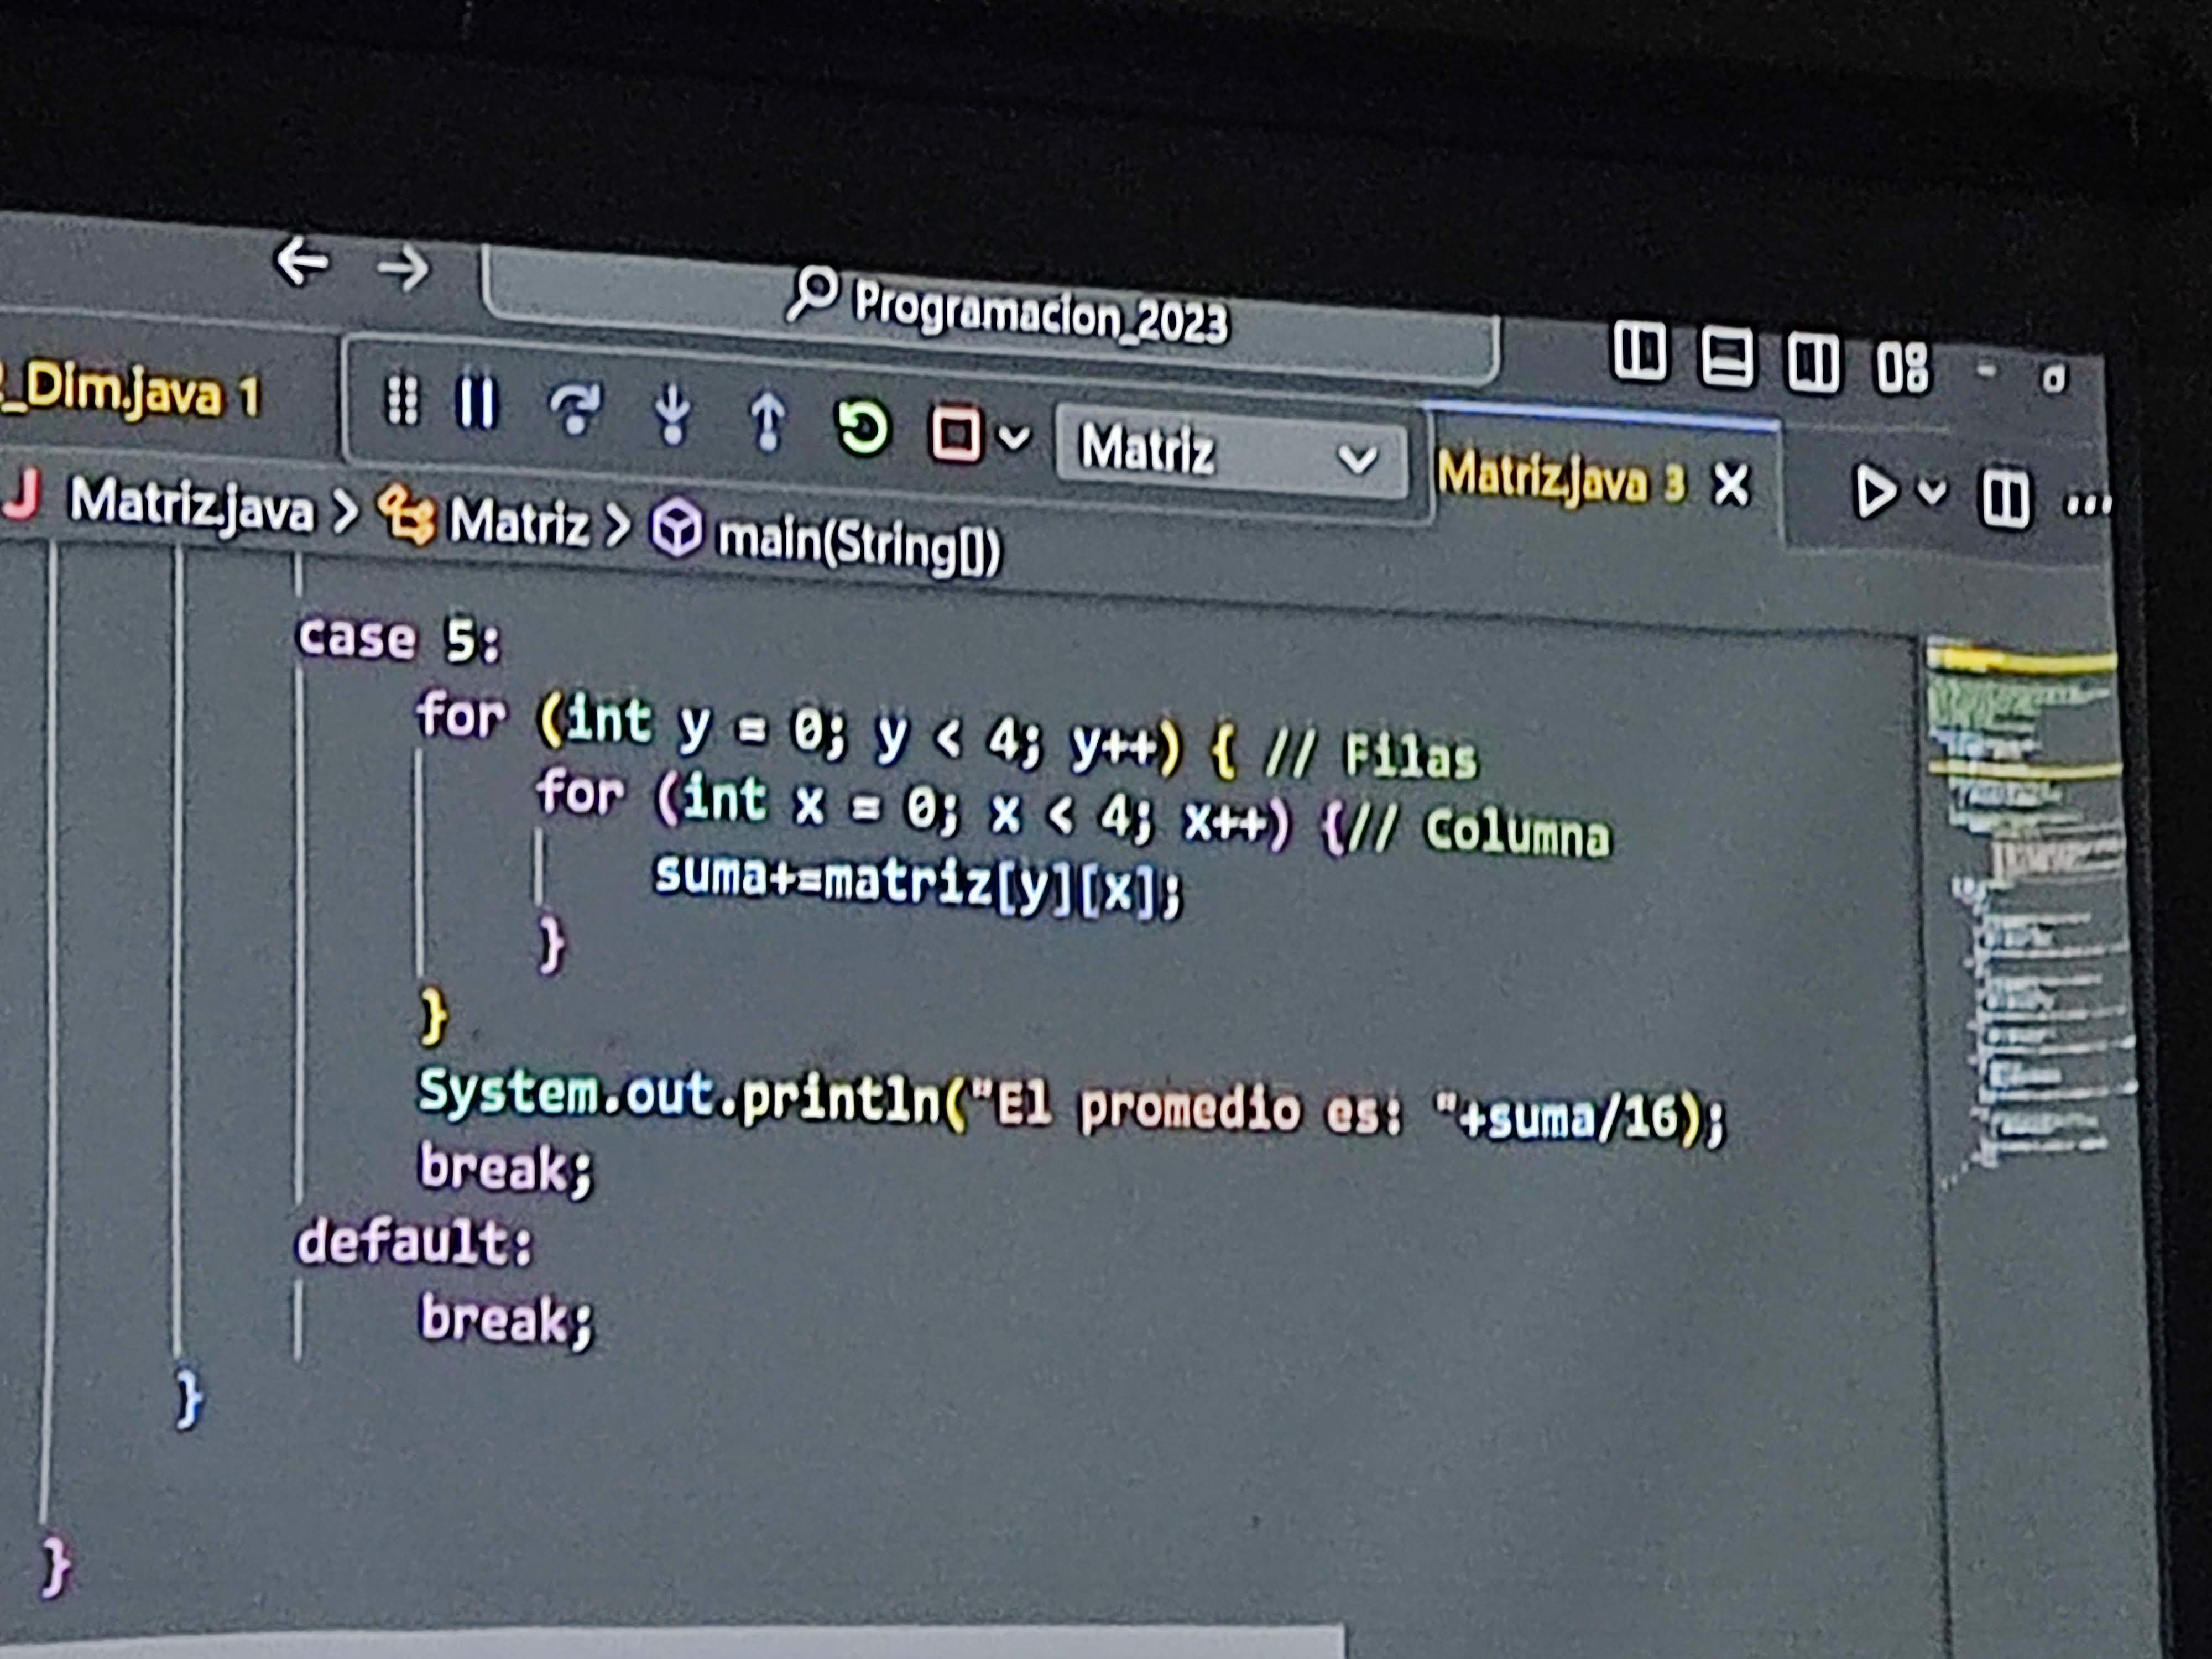 Programacion_2023
_Dim.java 1
Matriz
Matriz.java 3
Matriz.java > Matriz > main(String[])
case 5:
for (int y = 0; y < 4; y++) { // Filas
for (int x = 0; x < 4; x++) {// Columna
suma+=matriz[y][x];
}
}
System.out.println("El promedio es: "+suma/16);
break;
default:
break;
}
}